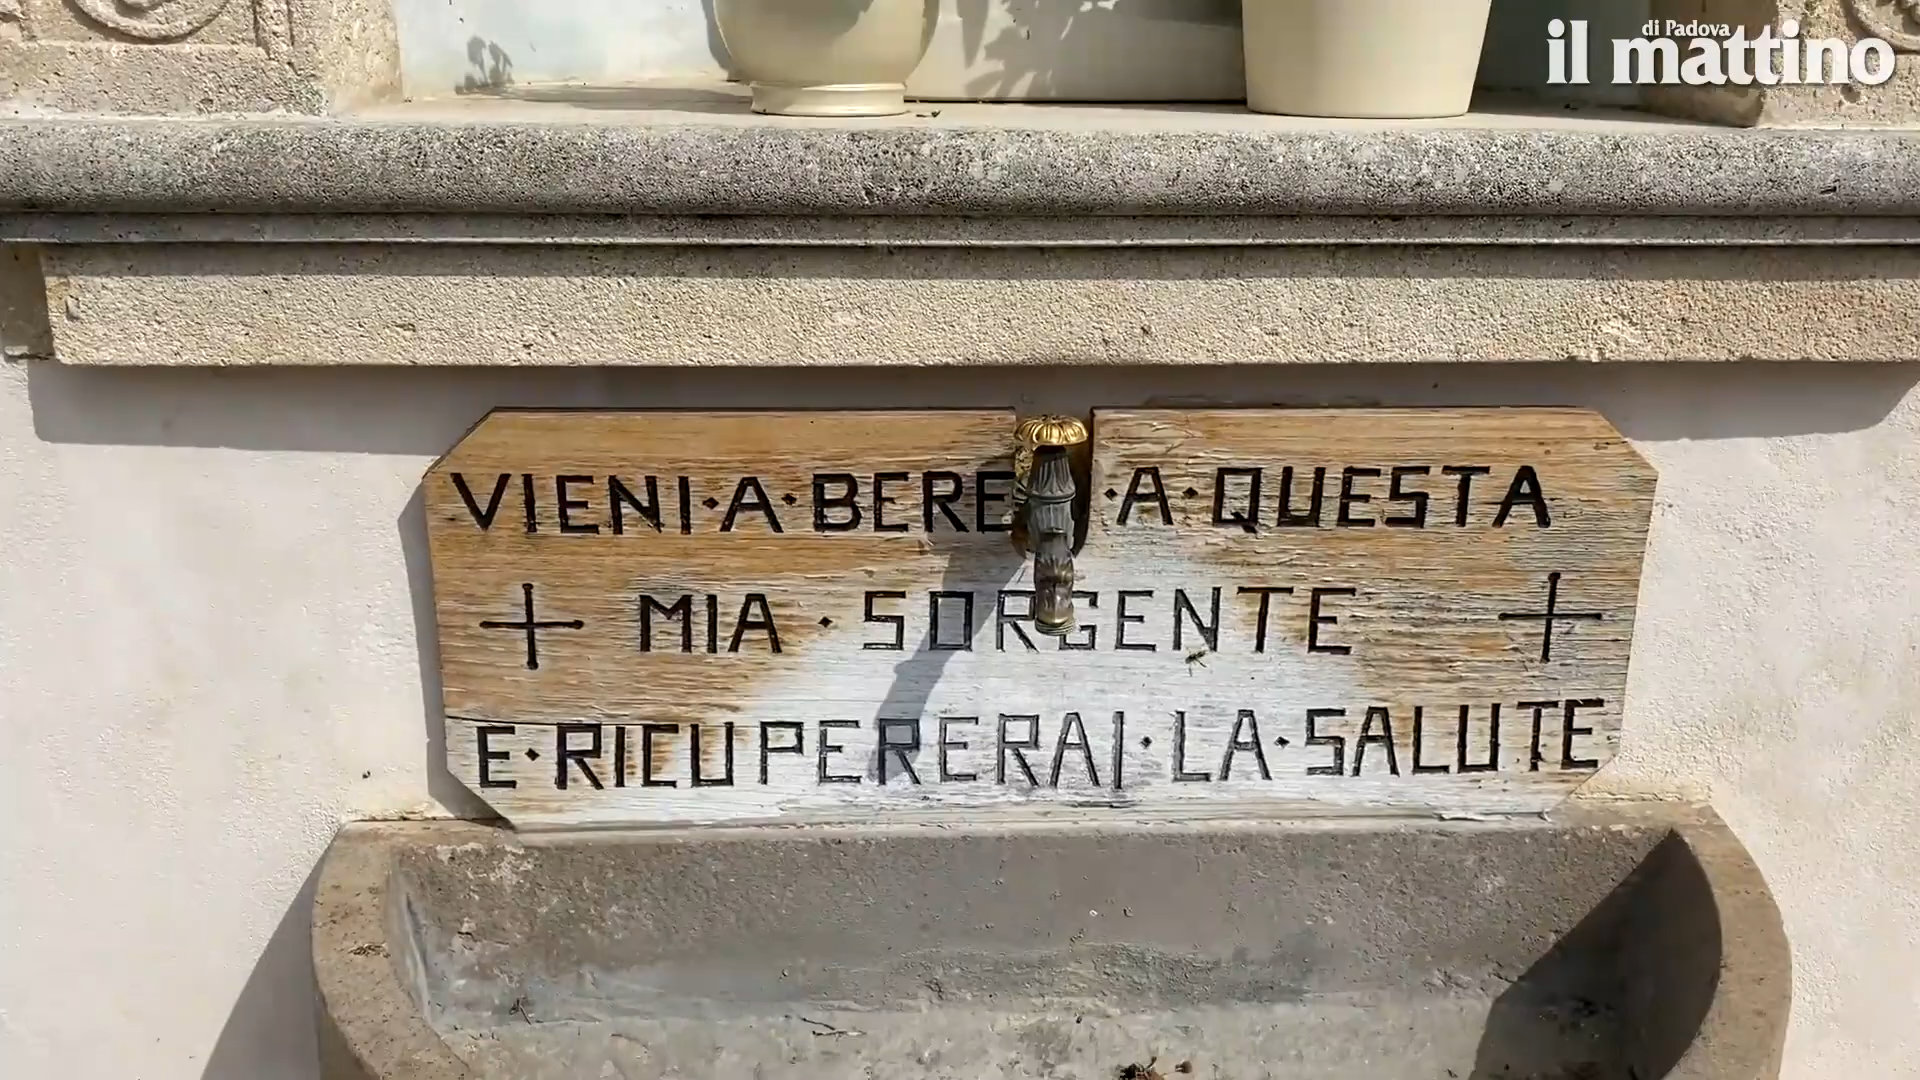 di Padova
il mattino
VIENI·A·BERE·A·QUESTA
MIA·SORGENTE
E·RICUPERERAI·LA·SALUTE